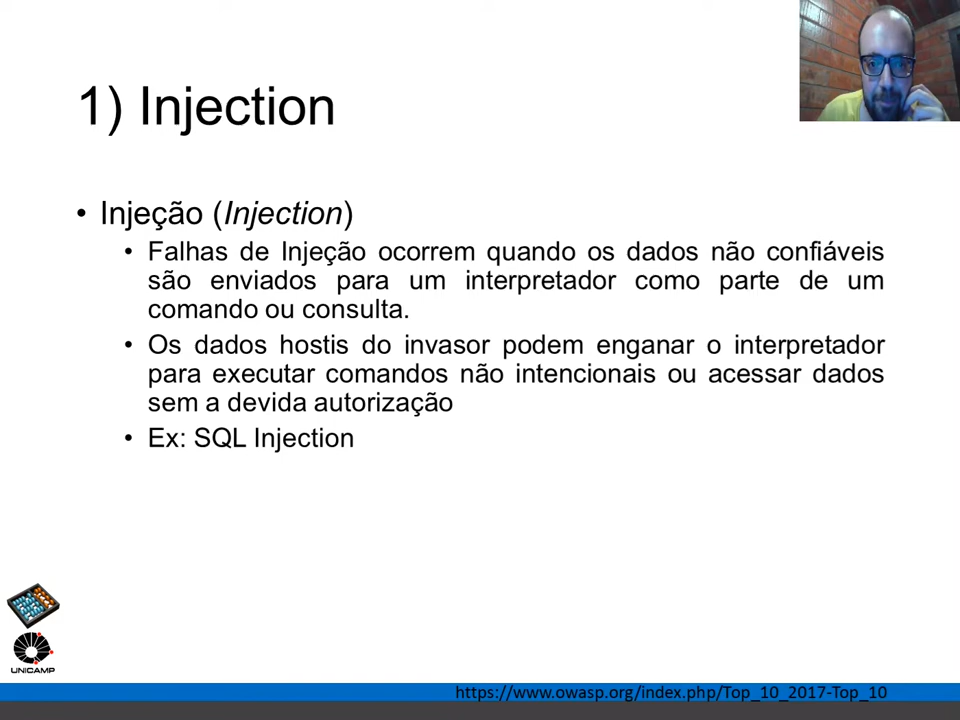 1) Injection
• Injeção (Injection)
• Falhas de Injeção ocorrem quando os dados não confiáveis
são enviados para um interpretador como parte de um
comando ou consulta.
• Os dados hostis do invasor podem enganar o interpretador
para executar comandos não intencionais ou acessar dados
sem a devida autorização
• Ex: SQL Injection
UNICAMP
https://www.owasp.org/index.php/Top_10_2017-Top_10